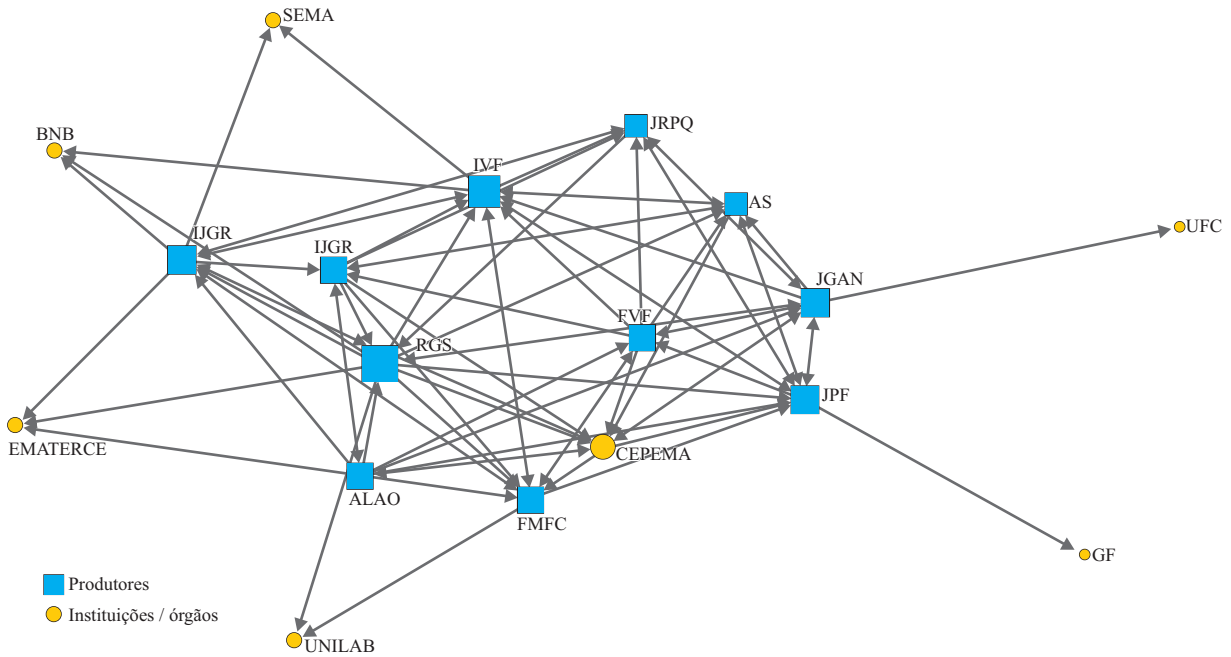 SEMA
BNB
JRPQ
IVF
AS
UFC
IJGR
IJGR
JGAN
FVF
RGS
JPF
EMATERCE
CEPEMA
ALAO
FMFC
GF
Produtores
Instituições / órgãos
UNILAB